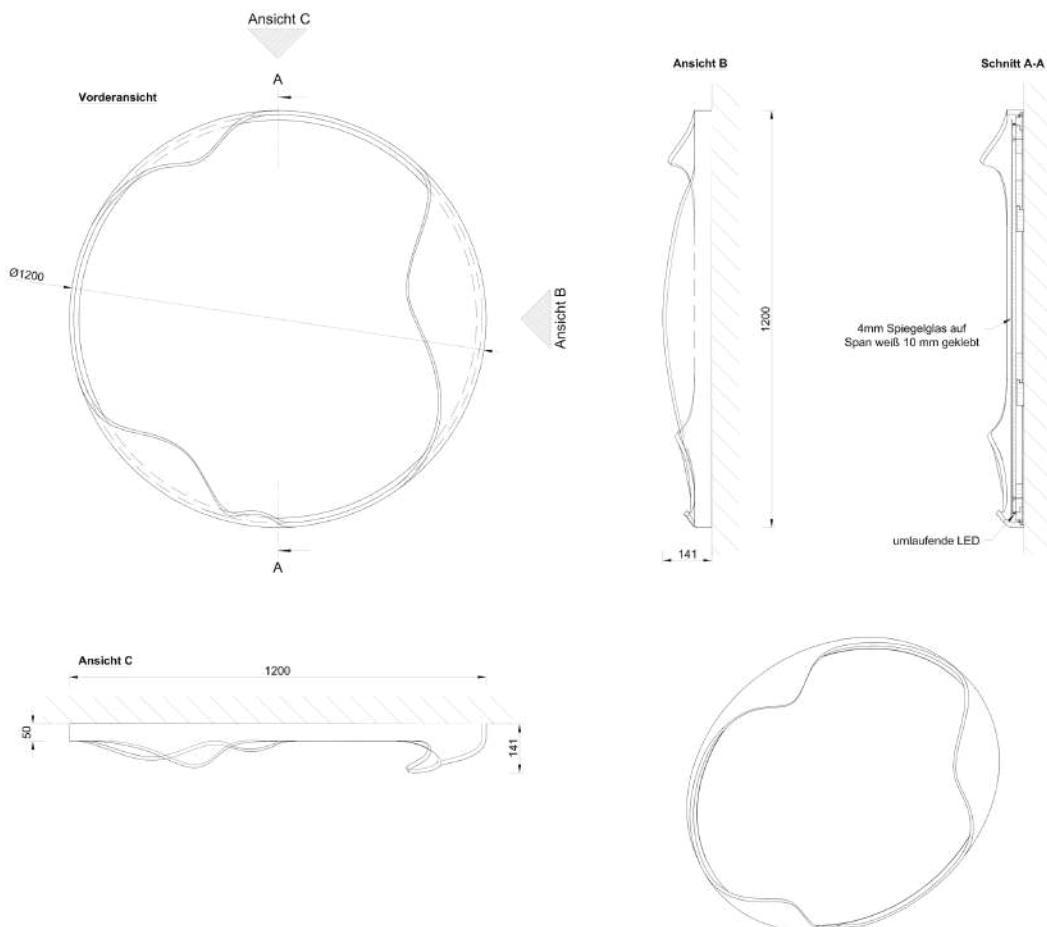 Ansicht C
A
Vorderansicht
Ø1200
Ansicht B
A
Ansicht B
1200
141
Schnitt A-A
4mm Spiegelglas auf
Span weiß 10 mm geklebt
umlaufende LED
Ansicht C
1200
50
141